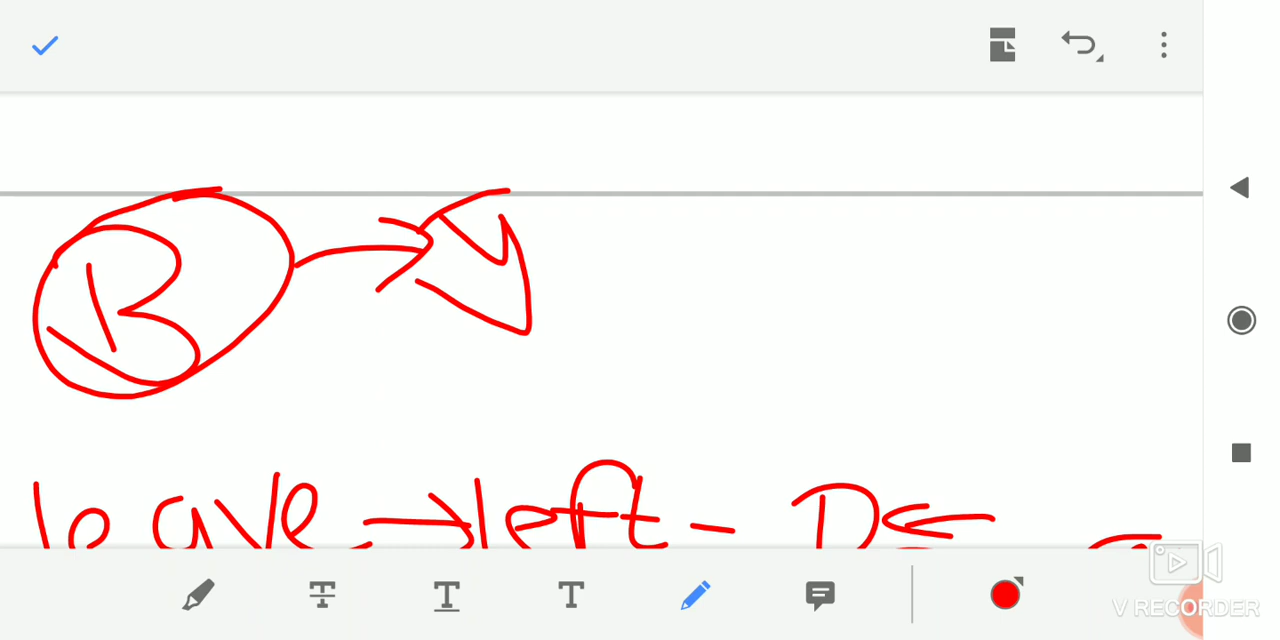 B →
leave → left - D ←
V RECORDER